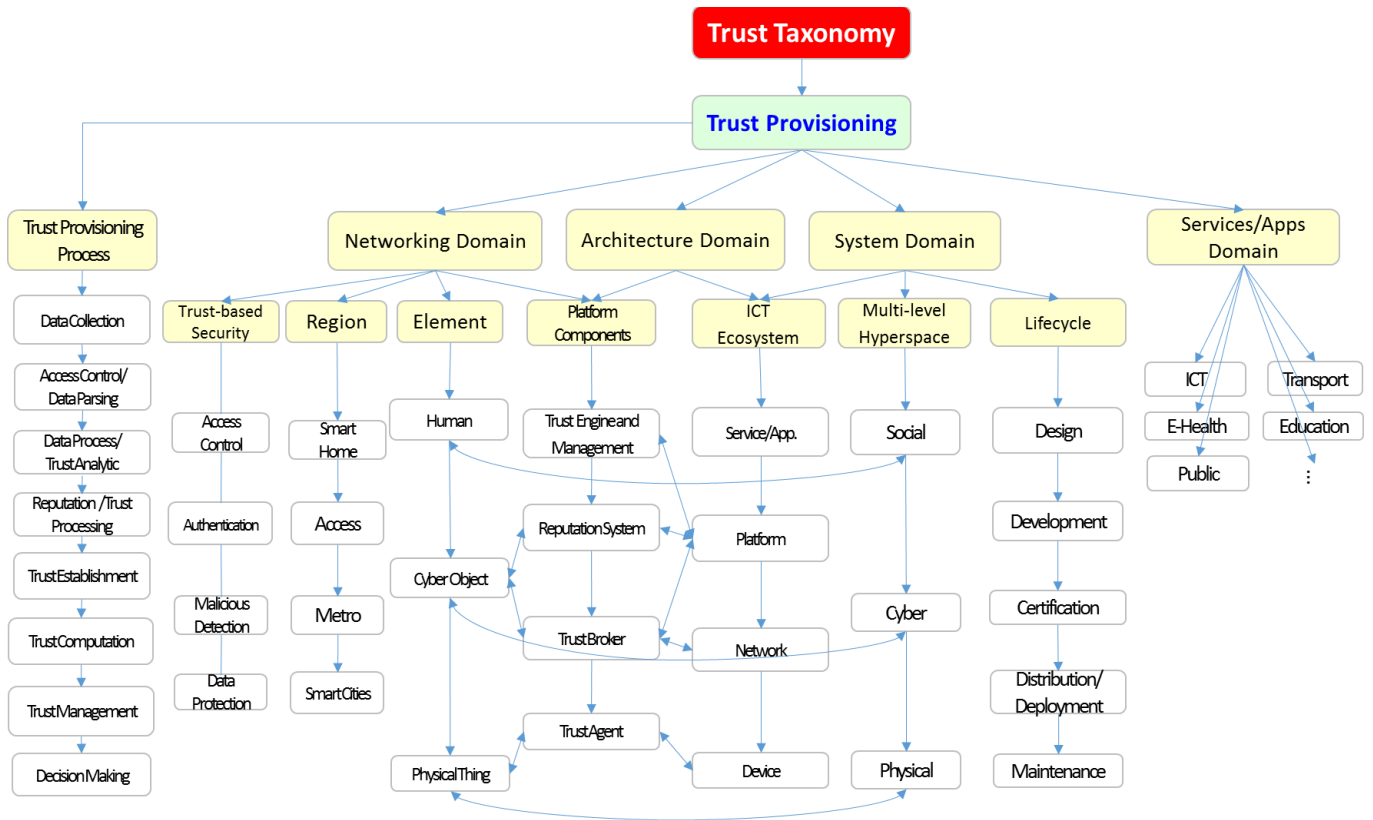 Trust Taxonomy
Trust Provisioning
Trust Provisioning
Process
Networking Domain
Architecture Domain
System Domain
Services/Apps
Domain
Data Collection
Access Control/
Data Parsing
Data Process/
Trust Analytic
Reputation /Trust
Processing
Trust Establishment
Trust Computation
Trust Management
Decision Making
Trust-based
Security
Access
Control
Authentication
Malicious
Detection
Data
Protection
Region
Smart
Home
Access
Metro
Smart Cities
Element
Human
Cyber Object
Physical Thing
Platform
Components
Trust Engine and
Management
Reputation System
Trust Broker
Trust Agent
ICT
Ecosystem
Service/App.
Platform
Network
Device
Multi-level
Hyperspace
Social
Cyber
Physical
Lifecycle
Design
Development
Certification
Distribution/
Deployment
Maintenance
ICT
Transport
E-Health
Education
Public
...